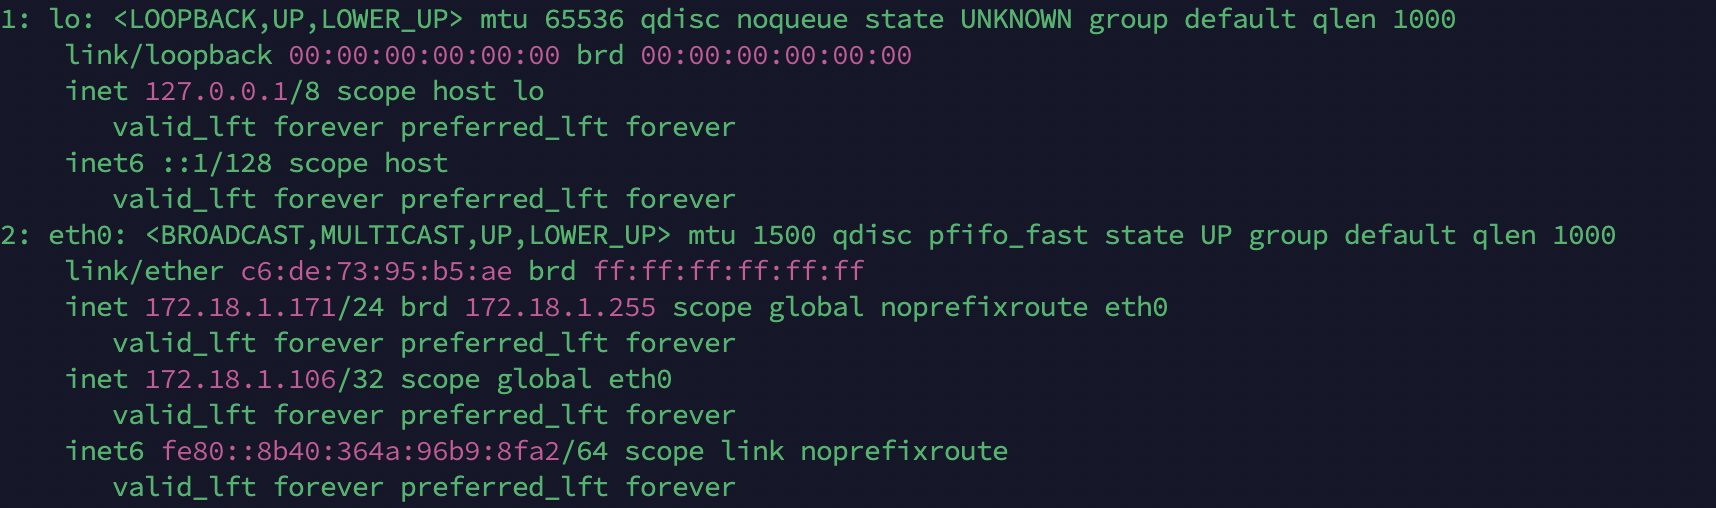 1: lo: <LOOPBACK,UP,LOWER_UP> mtu 65536 qdisc noqueue state UNKNOWN group default qlen 1000
link/loopback 00:00:00:00:00:00 brd 00:00:00:00:00:00
inet 127.0.0.1/8 scope host lo
valid_lft forever preferred_lft forever
inet6 ::1/128 scope host
valid_lft forever preferred_lft forever
2: eth0: <BROADCAST,MULTICAST,UP,LOWER_UP> mtu 1500 qdisc pfifo_fast state UP group default qlen 1000
link/ether c6:de:73:95:b5:ae brd ff:ff:ff:ff:ff:ff
inet 172.18.1.171/24 brd 172.18.1.255 scope global noprefixroute eth0
valid_lft forever preferred_lft forever
inet 172.18.1.106/32 scope global eth0
valid_lft forever preferred_lft forever
inet6 fe80::8b40:364a:96b9:8fa2/64 scope link noprefixroute
valid_lft forever preferred_lft forever